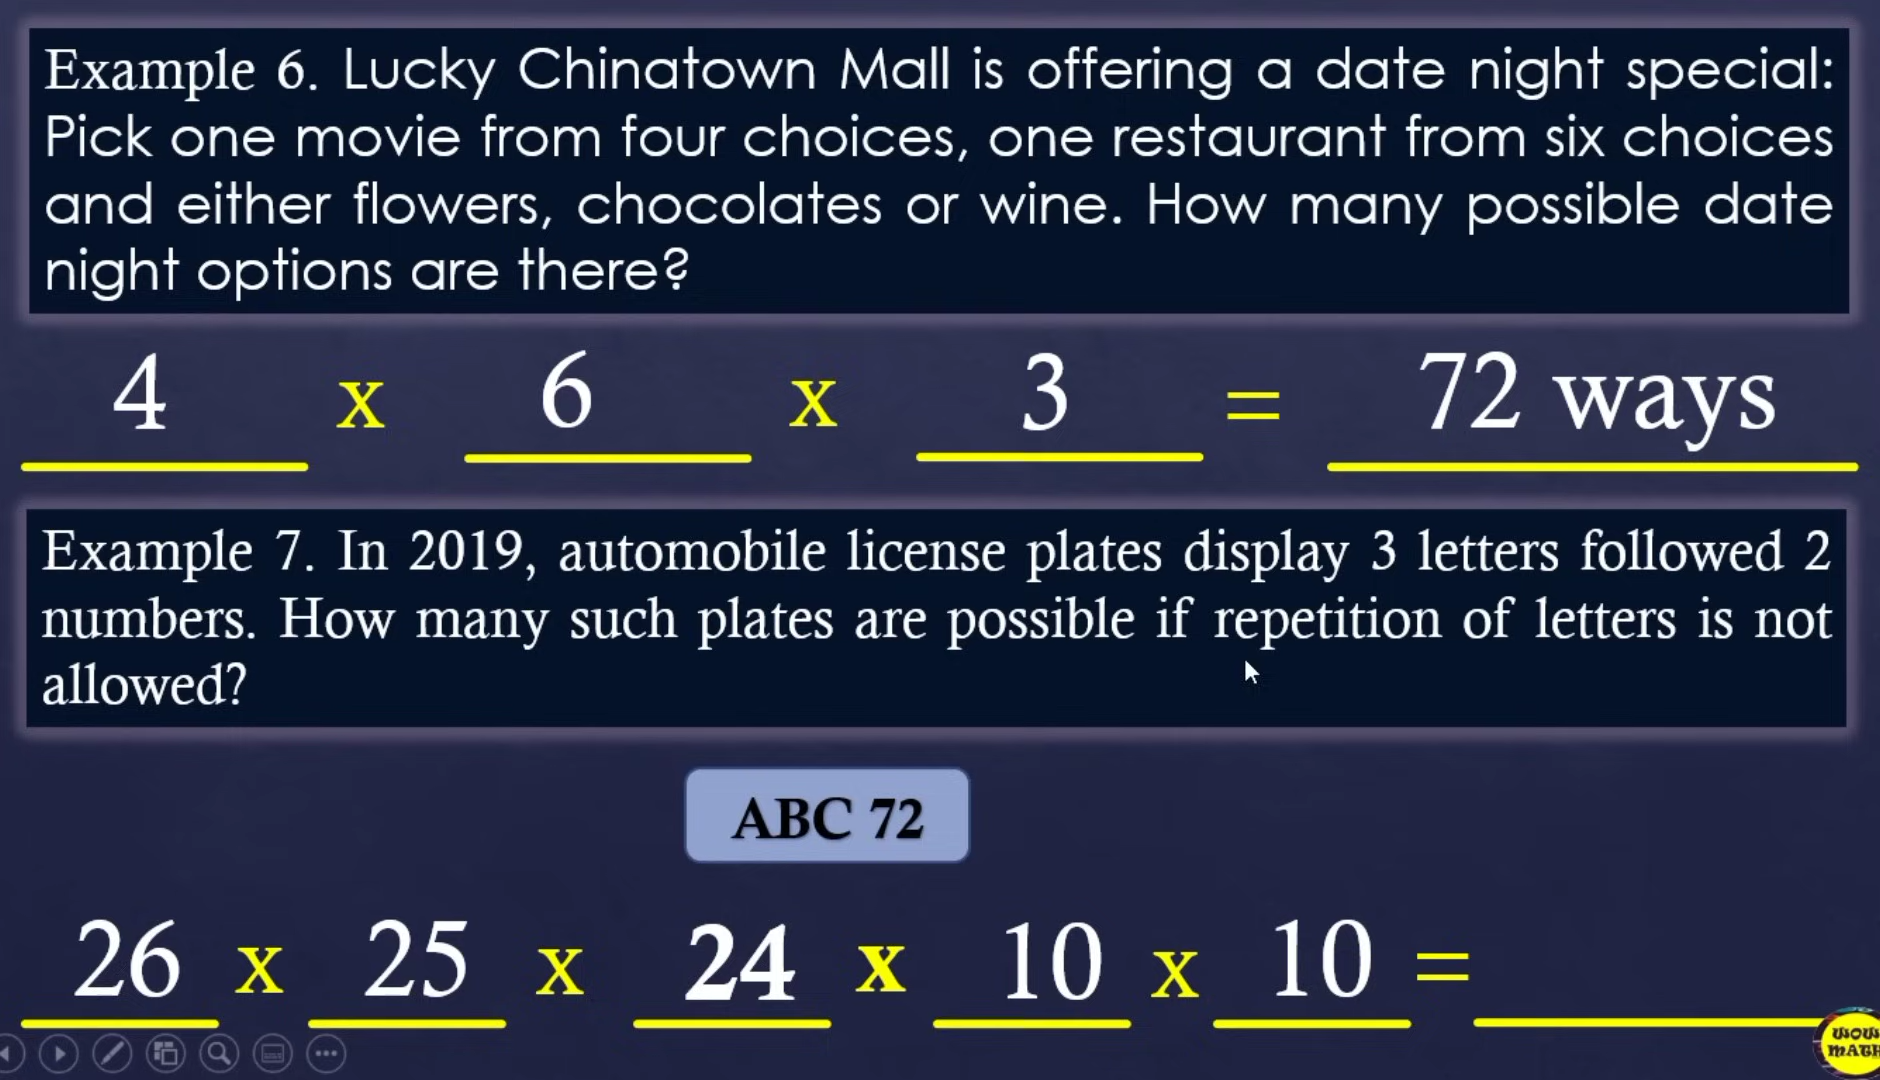 Example 6. Lucky Chinatown Mall is offering a date night special:
Pick one movie from four choices, one restaurant from six choices
and either flowers, chocolates or wine. How many possible date
night options are there?
4 x 6 x 3 = 72 ways
Example 7. In 2019, automobile license plates display 3 letters followed 2
numbers. How many such plates are possible if repetition of letters is not
allowed?
ABC 72
26 x 25 x 24 x 10 x 10 =
WOW
MATH